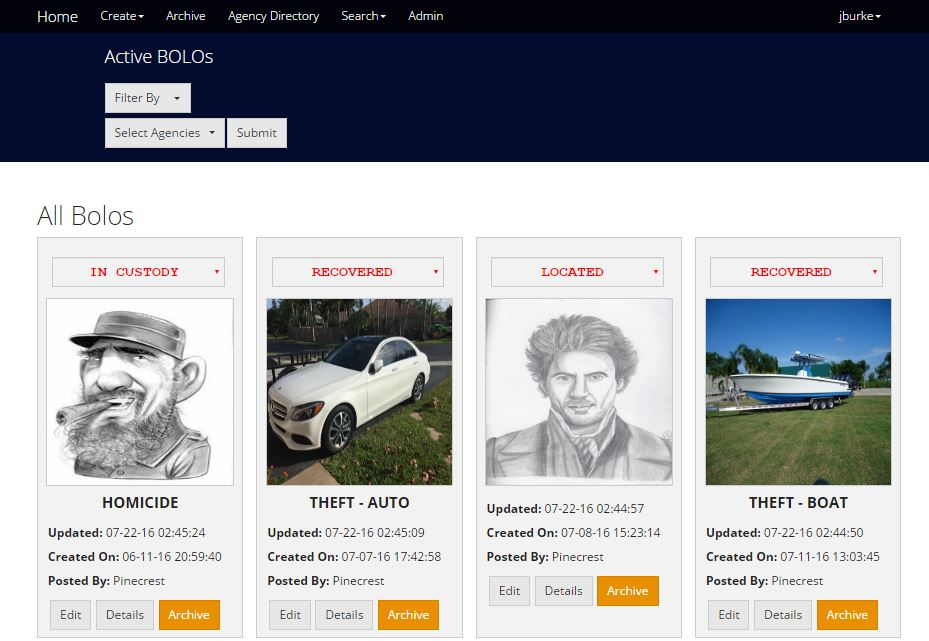 Home Create Archive Agency Directory Search Admin jburke
Active BOLOs
Filter By
Select Agencies Submit
All Bolos
IN CUSTODY
HOMICIDE
Updated: 07-22-16 02:45:24
Created On: 06-11-16 20:59:40
Posted By: Pinecrest
Edit Details Archive
RECOVERED
THEFT - AUTO
Updated: 07-22-16 02:45:09
Created On: 07-07-16 17:42:58
Posted By: Pinecrest
Edit Details Archive
LOCATED
Updated: 07-22-16 02:44:57
Created On: 07-08-16 15:23:14
Posted By: Pinecrest
Edit Details Archive
RECOVERED
THEFT - BOAT
Updated: 07-22-16 02:44:50
Created On: 07-11-16 13:03:45
Posted By: Pinecrest
Edit Details Archive